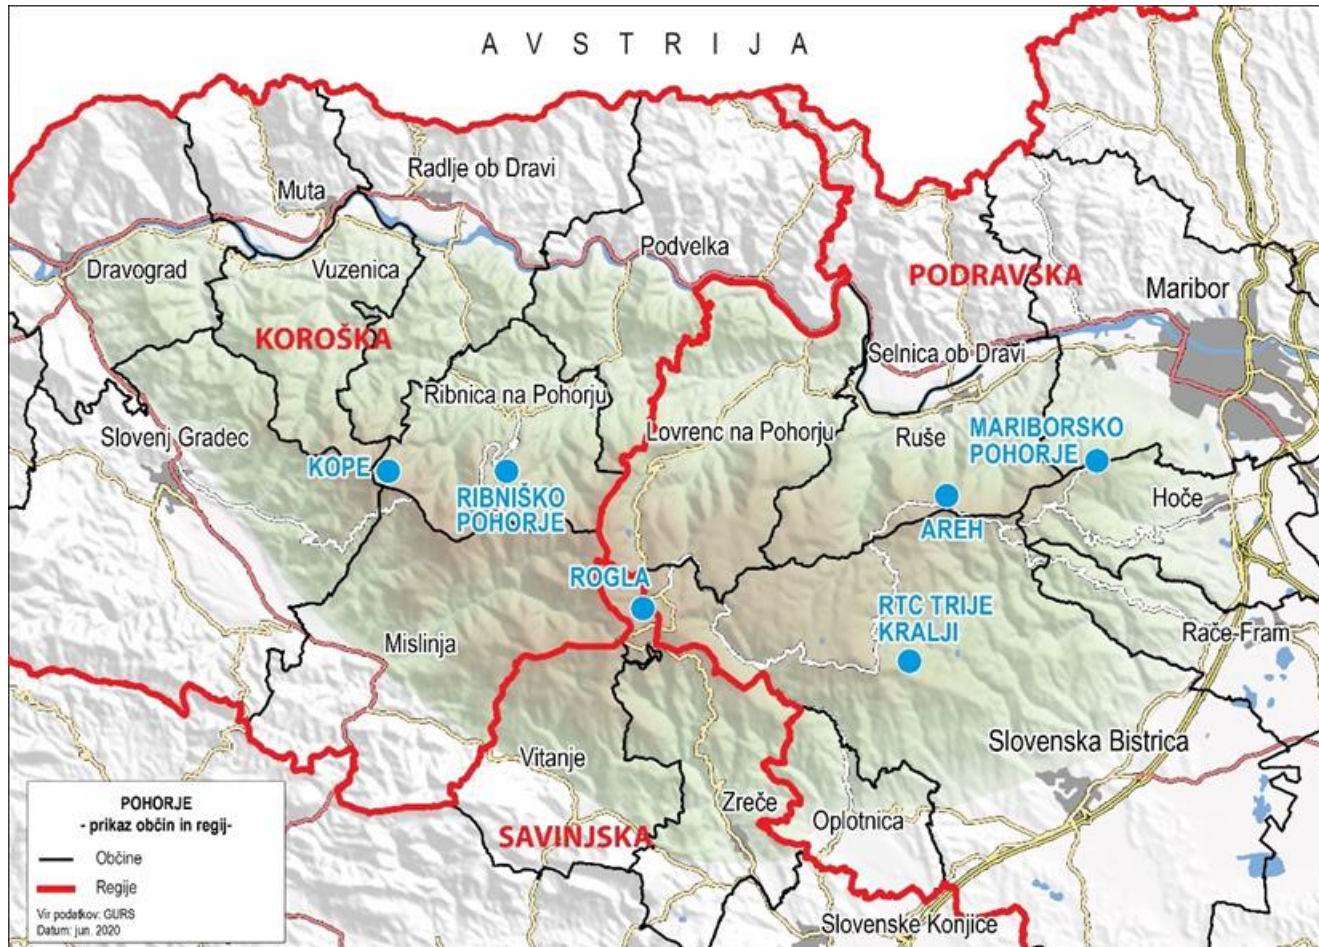 AVSTRIJA
Radlje ob Dravi
Muta
Podvelka
Dravograd
Vuzenica
PODRAVSKA
Maribor
KOROŠKA
Selnica ob Dravi
Ribnica na Pohorju
Slovenj Gradec
Lovrenc na Pohorju
Ruše
MARIBORSKO
POHORJE
KOPE
RIBNIŠKO
POHORJE
Hoče
AREH
ROGLA
RTC TRIJE
KRALJI
Mislinja
Rače-Fram
Vitanje
Slovenska Bistrica
Zreče
Oplotnica
SAVINJSKA
Slovenske Konjice
POHORJE
- prikaz občin in regij-
Občine
Regije
Vir podatkov: GURS
Datum: jun. 2020